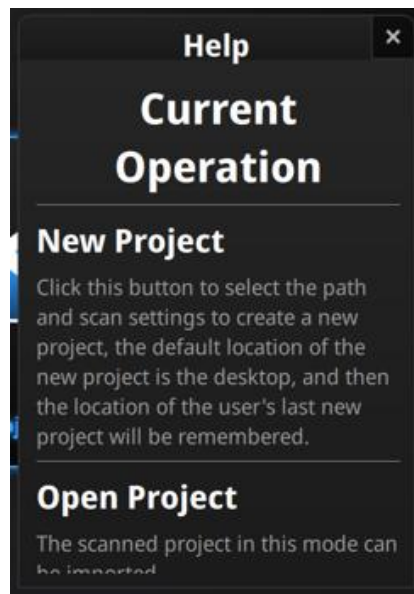 Help
×
Current
Operation
New Project
Click this button to select the path
and scan settings to create a new
project, the default location of the
new project is the desktop, and then
the location of the user's last new
project will be remembered.
Open Project
The scanned project in this mode can
be imported